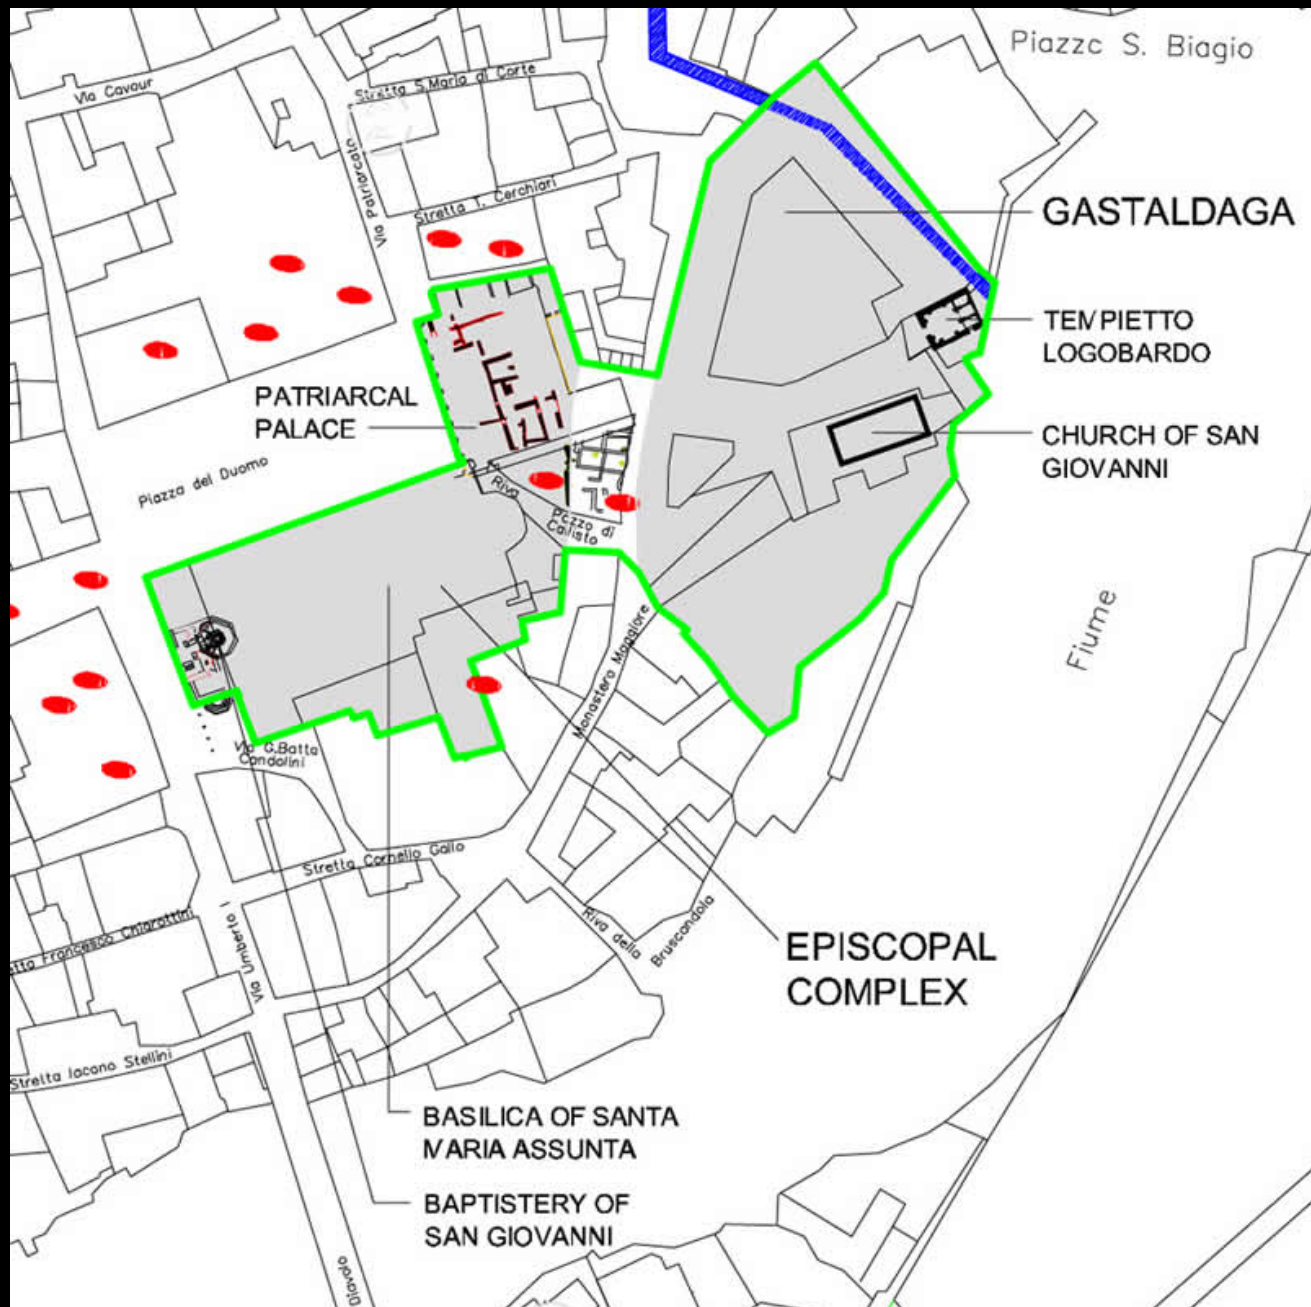 Piazzc S. Biagio
Via Cavour
Stretta S.Maria di Corte
Via Patriarcato
Stretta T. Cerchiari
GASTALDAGA
TEMPIETTO
LOGOBARDO
PATRIARCAL
PALACE
CHURCH OF SAN
GIOVANNI
Piazza del Duomo
Riva
Pozzo di
Callisto
Fiume
Monastero Maggiore
Via G.Batta
Candolini
Stretta Cornelio Gallo
Riva della
Bruscandola
EPISCOPAL
COMPLEX
tta Francesco Chiarottini
Via Umberto I
Stretta Iacono Stellini
BASILICA OF SANTA
MARIA ASSUNTA
BAPTISTERY OF
SAN GIOVANNI
Diavolo